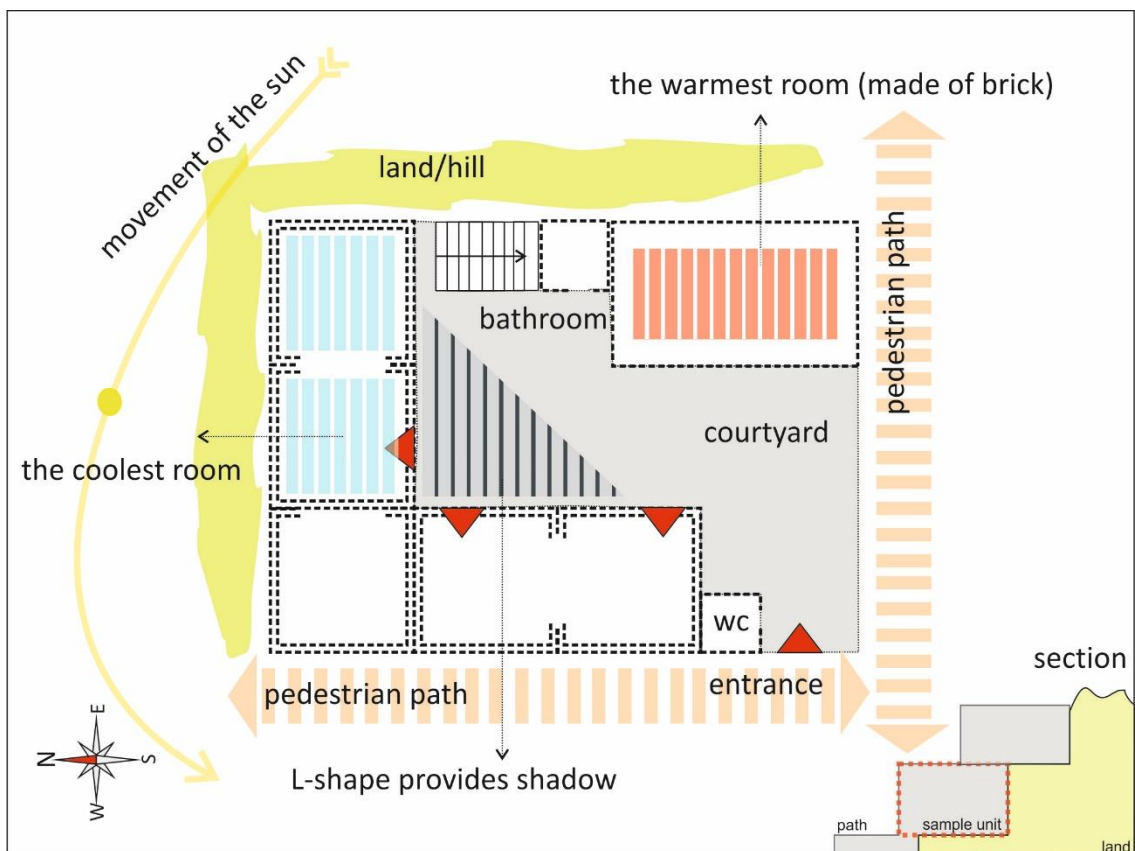 the warmest room (made of brick)
movement of the sun
land/hill
pedestrian path
bathroom
courtyard
the coolest room
wc
section
pedestrian path
entrance
L-shape provides shadow
N
E
S
W
path
sample unit
land